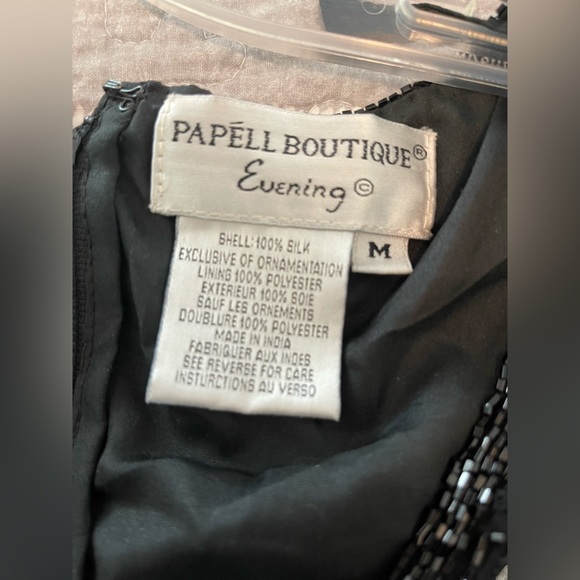 PAPÉLL BOUTIQUE®
Evening ©
M
SHELL:100% SILK
EXCLUSIVE OF ORNAMENTATION
LINING 100% POLYESTER
EXTERIEUR 100% SOIE
SAUF LES ORNEMENTS
DOUBLURE 100% POLYESTER
MADE IN INDIA
FABRIQUER AUX INDES
SEE REVERSE FOR CARE
INSTURCTIONS AU VERSO